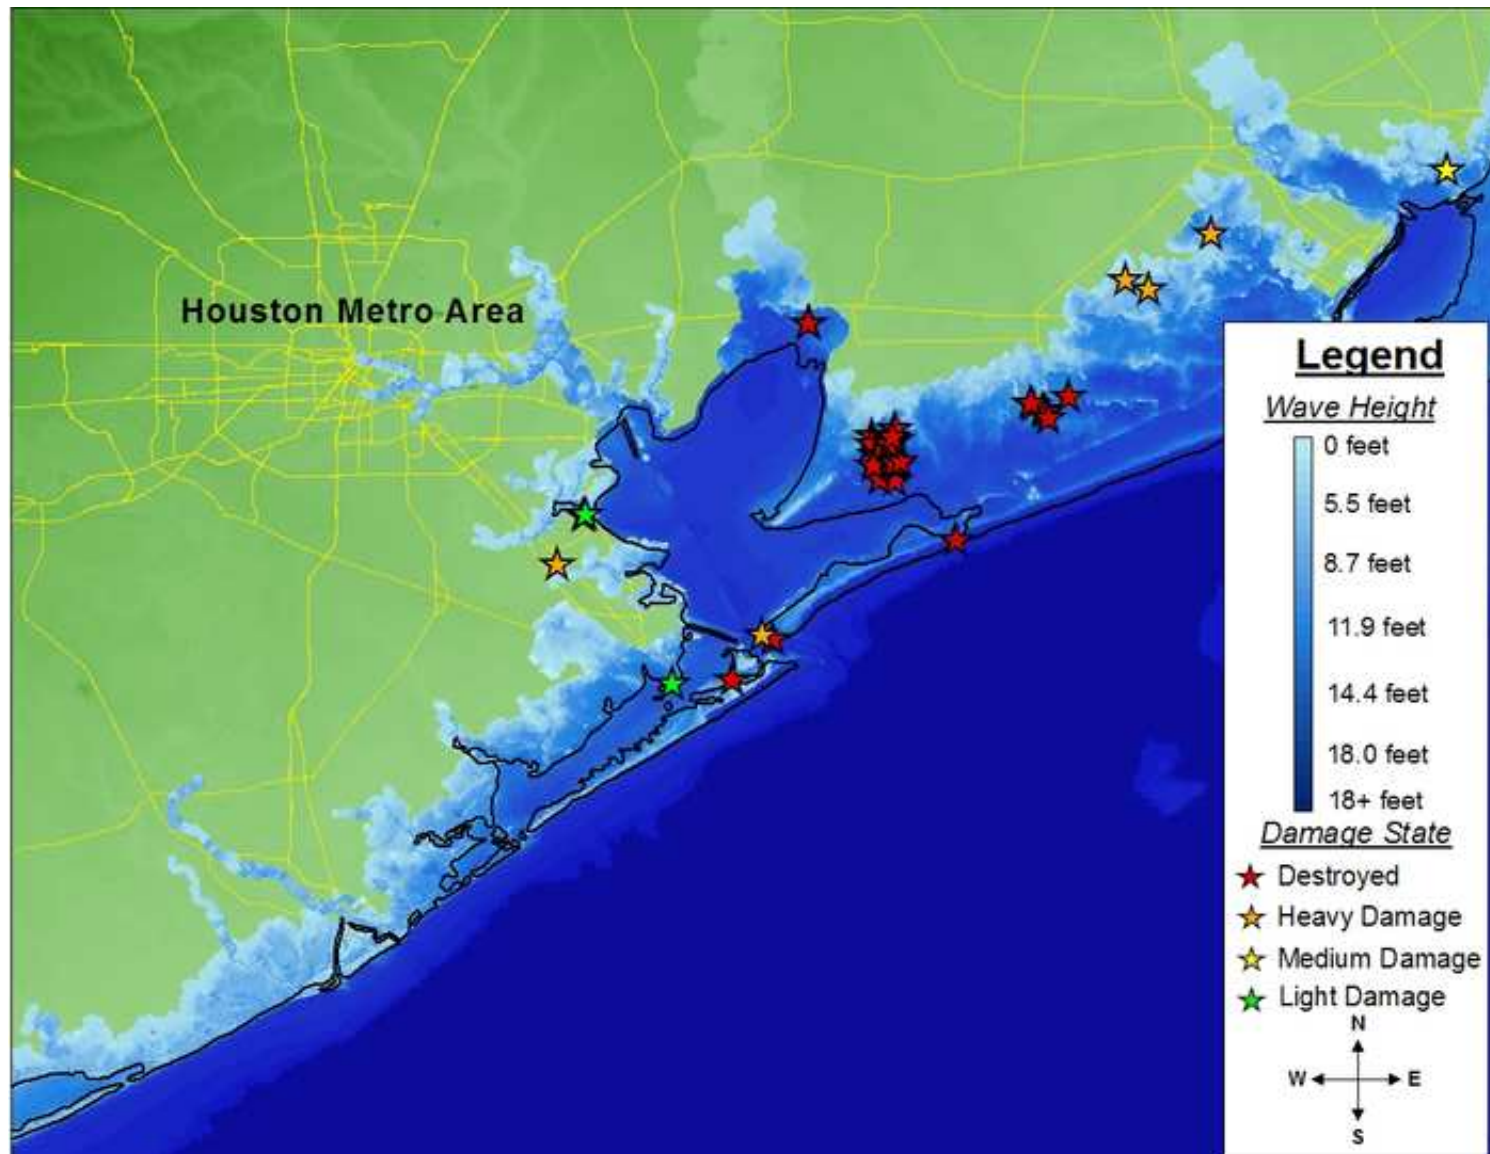 Houston Metro Area
Legend
Wave Height
0 feet
5.5 feet
8.7 feet
11.9 feet
14.4 feet
18.0 feet
18+ feet
Damage State
Destroyed
Heavy Damage
Medium Damage
Light Damage
N
W E
S